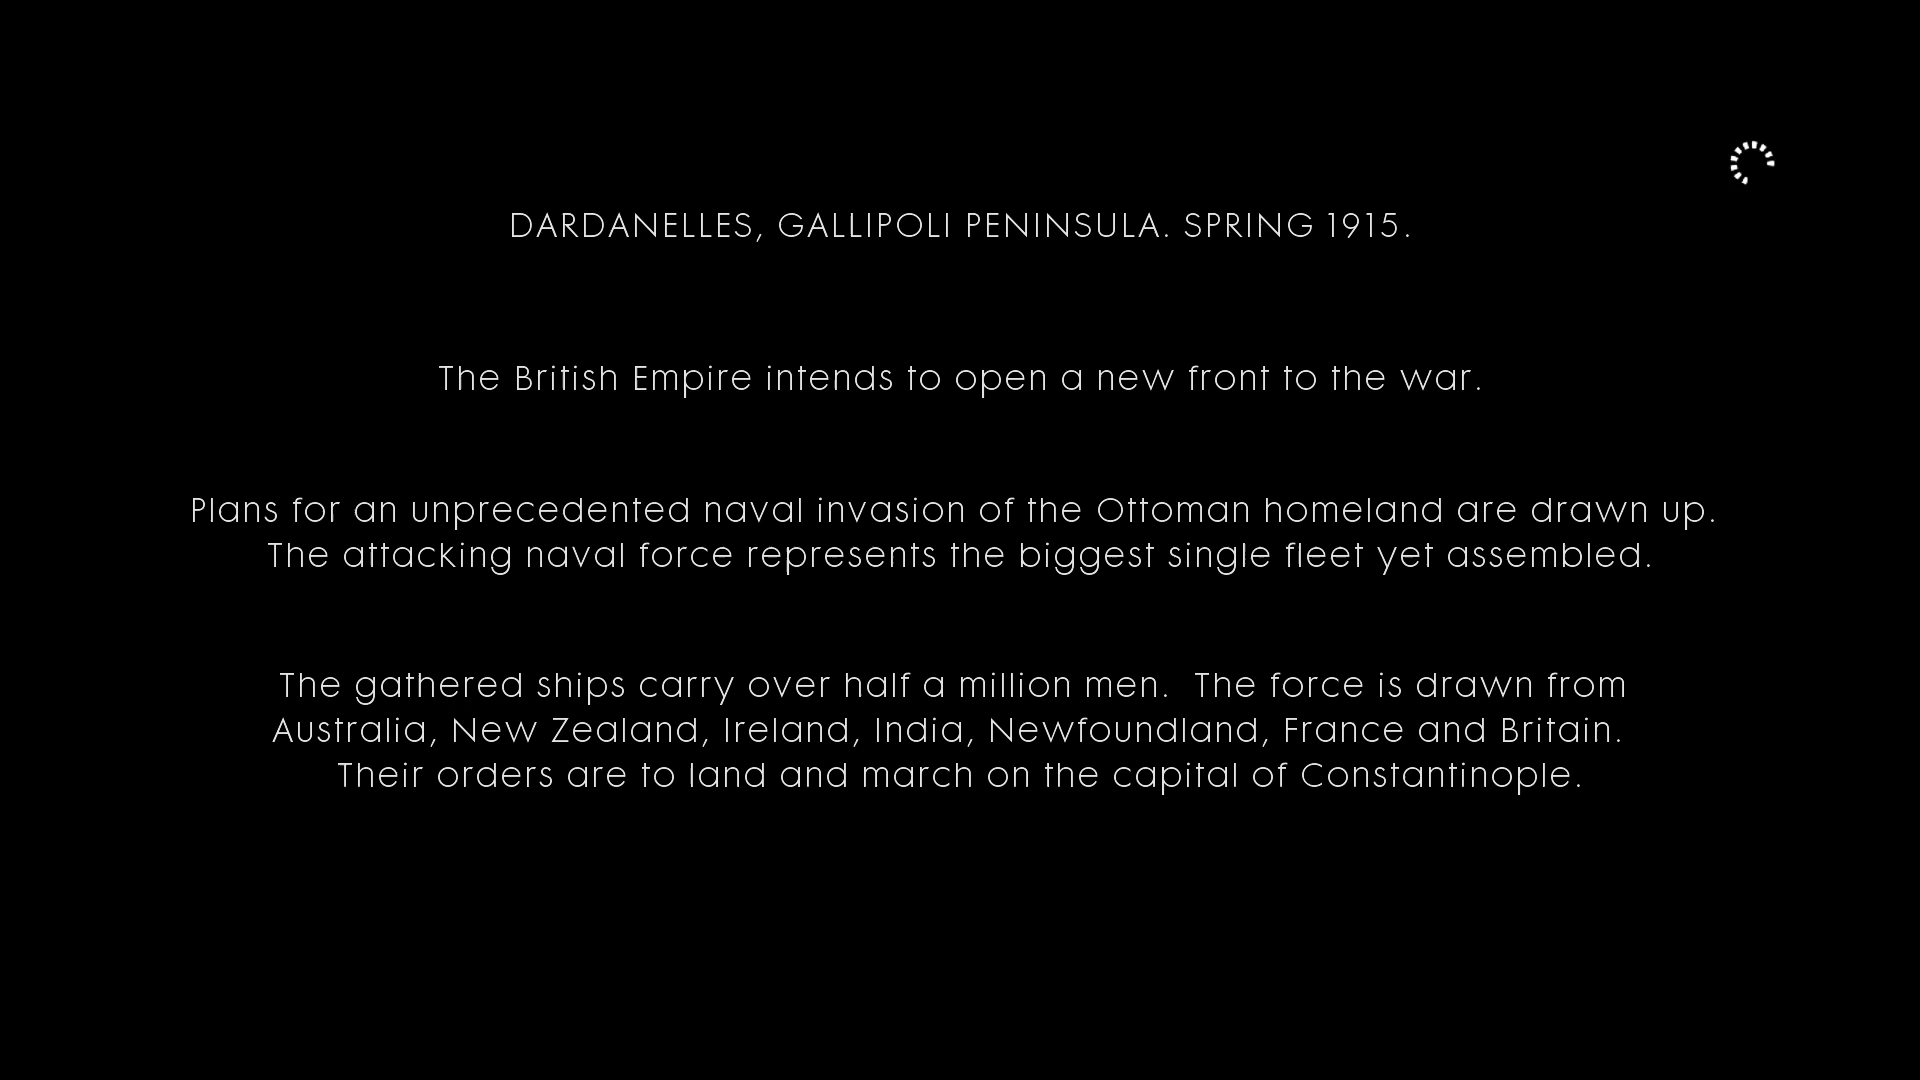 DARDANELLES, GALLIPOLI PENINSULA. SPRING 1915.
The British Empire intends to open a new front to the war.
Plans for an unprecedented naval invasion of the Ottoman homeland are drawn up.
The attacking naval force represents the biggest single fleet yet assembled.
The gathered ships carry over half a million men.  The force is drawn from
Australia, New Zealand, Ireland, India, Newfoundland, France and Britain.
Their orders are to land and march on the capital of Constantinople.